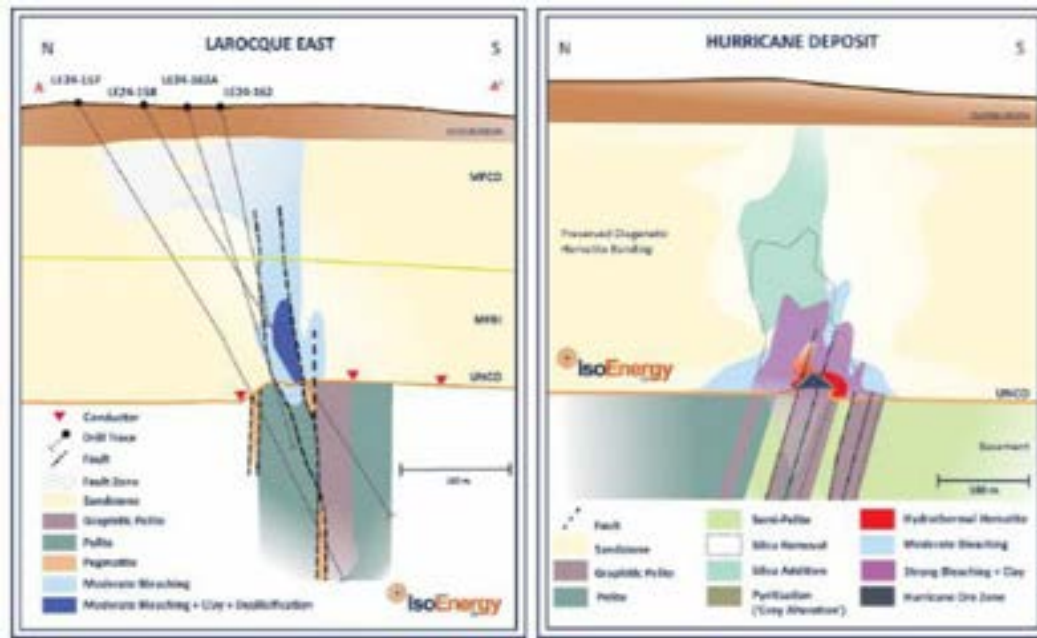 LAROCQUE EAST
N
S
LE24-157
LE24-158
LE24-162A
LE24-162
A
A'
MFCD
MFBI
UNCO
Conductor
Drill Trace
Fault
Fault Zone
Sandstone
Graphitic Pelite
Pelite
Pegmatite
Moderate Bleaching
Moderate Bleaching + Clay + Desilicification
IsoEnergy
HURRICANE DEPOSIT
N
S
Preserved Diagenetic
Hematite Banding
IsoEnergy
UNCO
Basement
100 m
Fault
Sandstone
Graphitic Pelite
Pelite
Semi-Pelite
Silica Removal
Silica Addition
Pyritization
('Grey Alteration')
Hydrothermal Hematite
Moderate Bleaching
Strong Bleaching + Clay
Hurricane Ore Zone